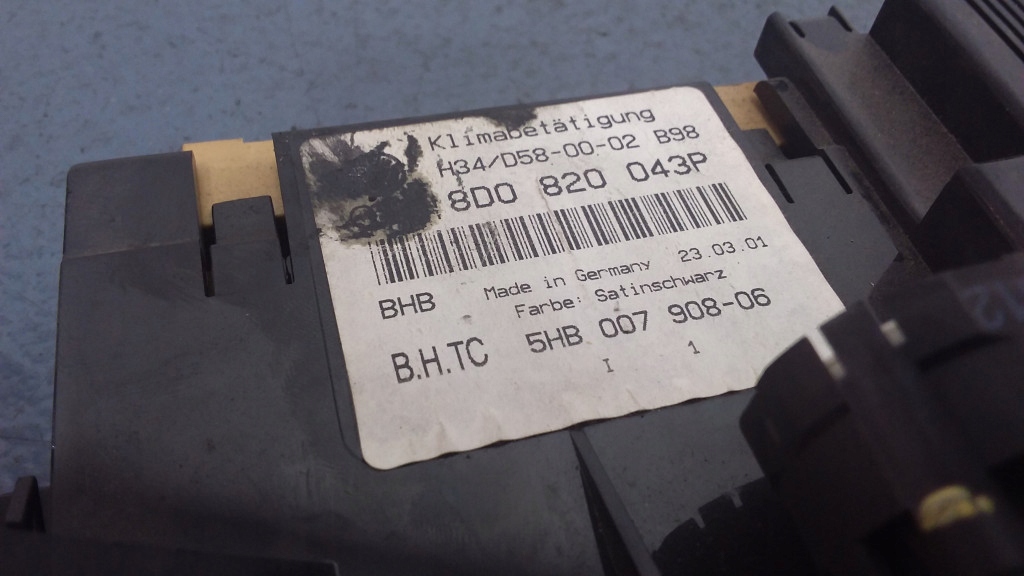 Klimabetätigung
H34/D58-00-02 B98
8D0 820 043P
BHB Made in Germany 23.03.01
Farbe: Satinschwarz
B.H.TC 5HB 007 908-06
I 1